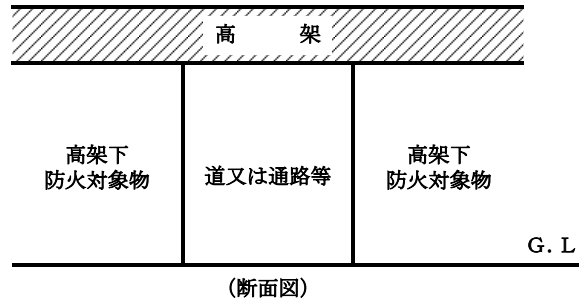 高　　　架
高架下
防火対象物
道又は通路等
高架下
防火対象物
Ｇ．Ｌ
（断面図）